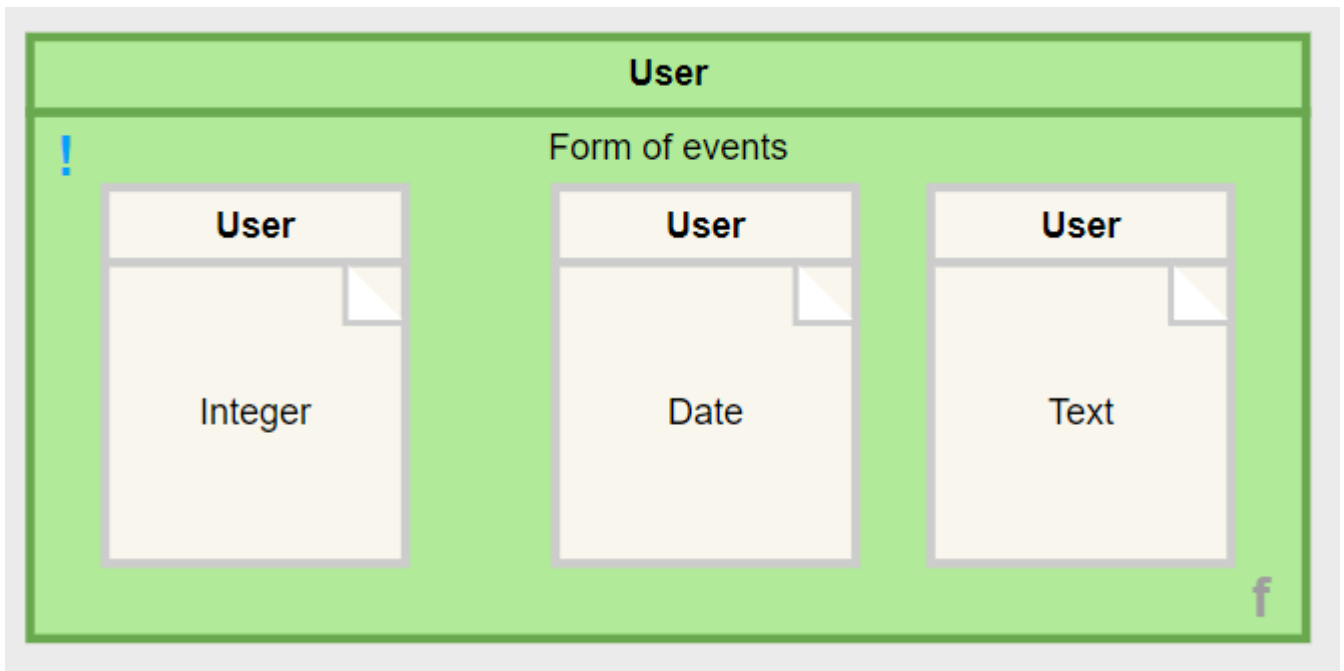 User
!
Form of events
User
User
User
Integer
Date
Text
f